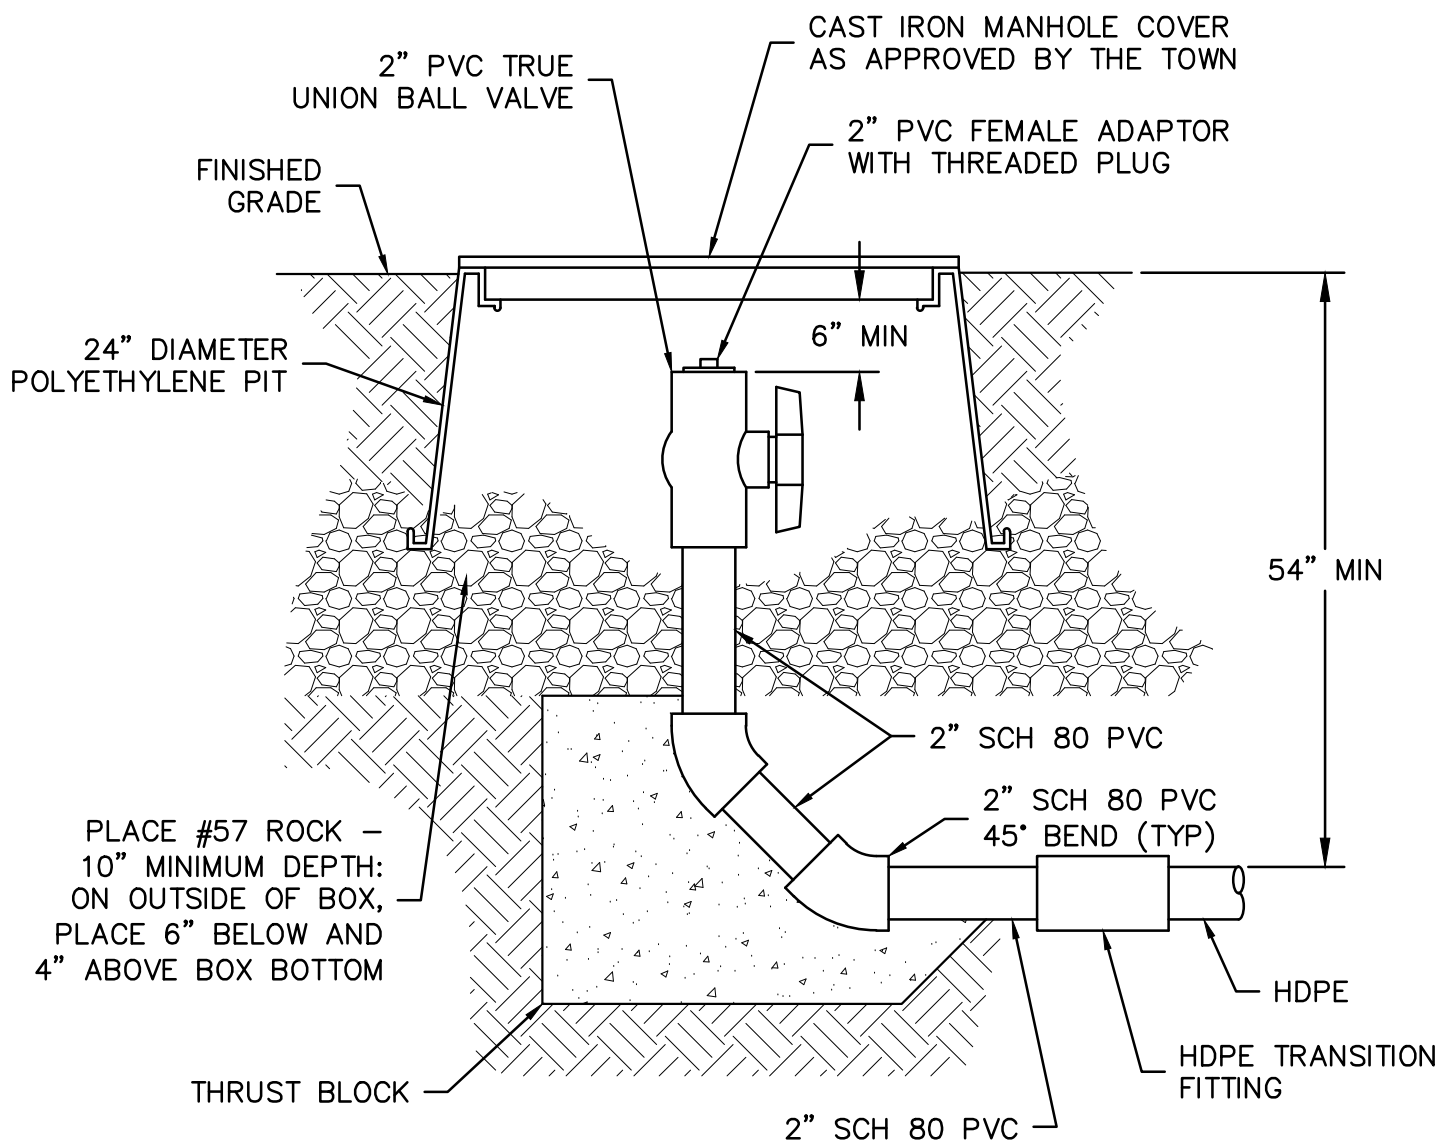 CAST IRON MANHOLE COVER
AS APPROVED BY THE TOWN
2” PVC TRUE
UNION BALL VALVE
2” PVC FEMALE ADAPTOR
WITH THREADED PLUG
FINISHED
GRADE
6” MIN
24” DIAMETER
POLYETHYLENE PIT
54” MIN
2” SCH 80 PVC
2” SCH 80 PVC
45° BEND (TYP)
PLACE #57 ROCK –
10” MINIMUM DEPTH:
ON OUTSIDE OF BOX,
PLACE 6” BELOW AND
4” ABOVE BOX BOTTOM
HDPE
HDPE TRANSITION
FITTING
THRUST BLOCK
2” SCH 80 PVC